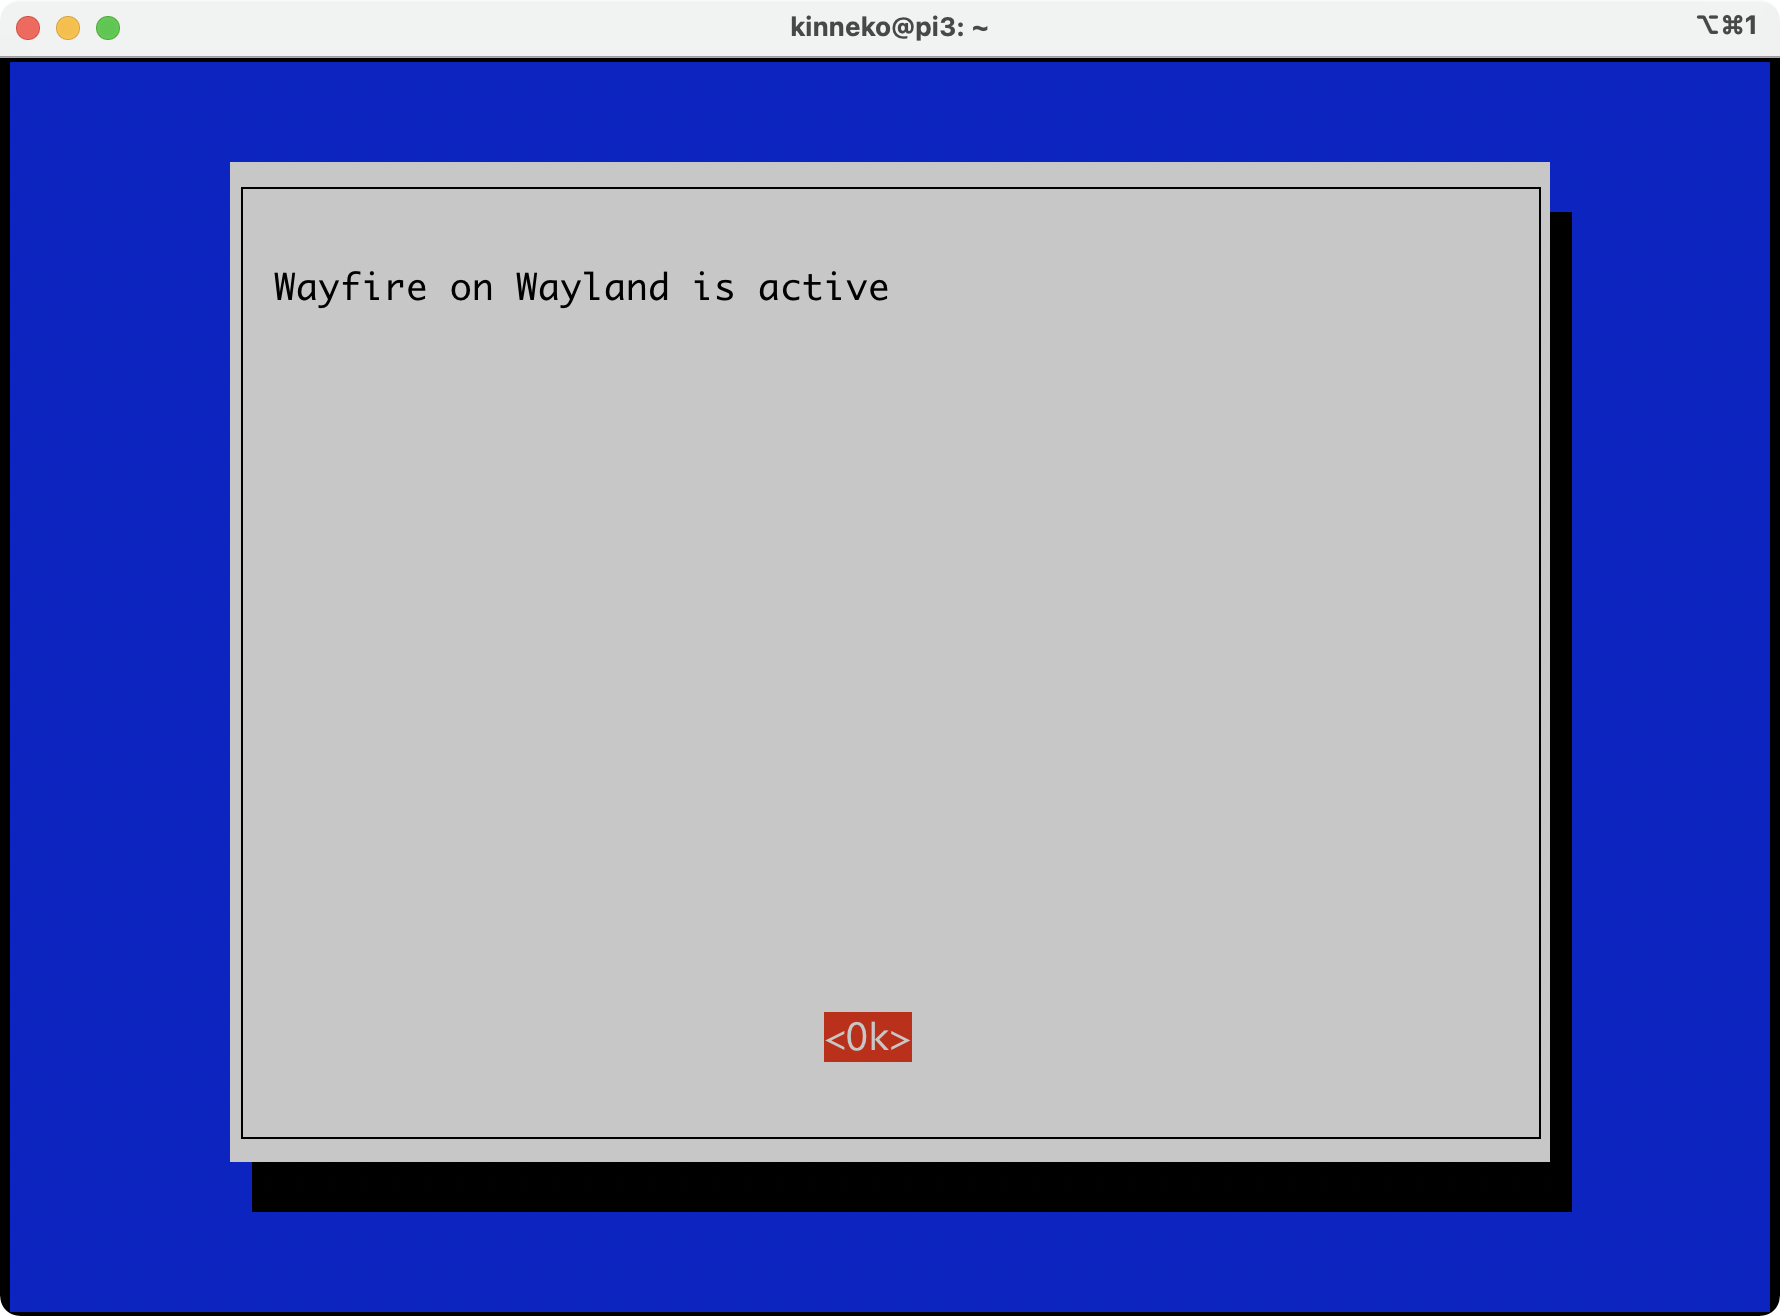 kinneko@pi3: ~
⌥⌘1
Wayfire on Wayland is active
<Ok>